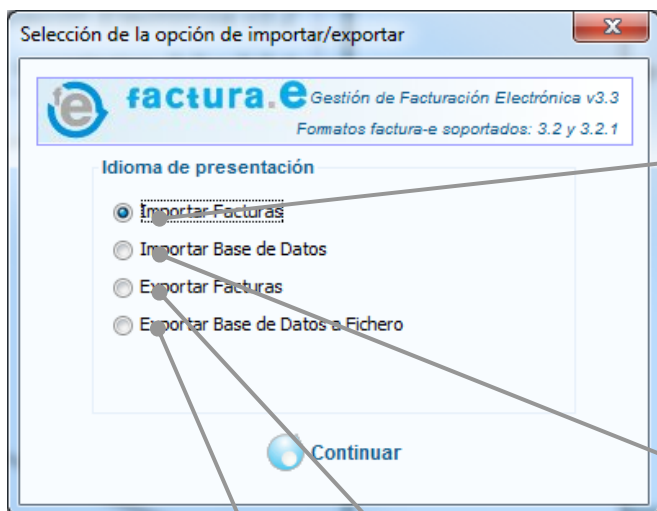 Selección de la opción de importar/exportar
factura.e Gestión de Facturación Electrónica v3.3
Formatos factura-e soportados: 3.2 y 3.2.1
Idioma de presentación
Importar Facturas
Importar Base de Datos
Exportar Facturas
Exportar Base de Datos a Fichero
Continuar